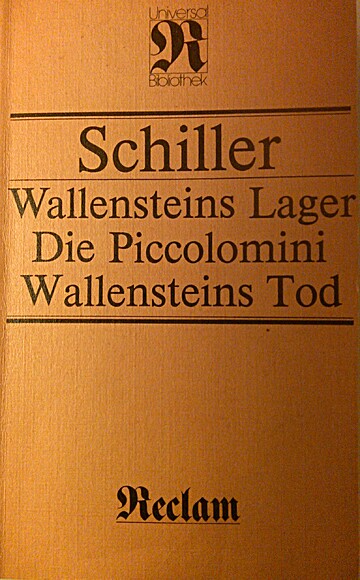 Universal
R
Bibliothek
Schiller
Wallensteins Lager
Die Piccolomini
Wallensteins Tod
Reclam